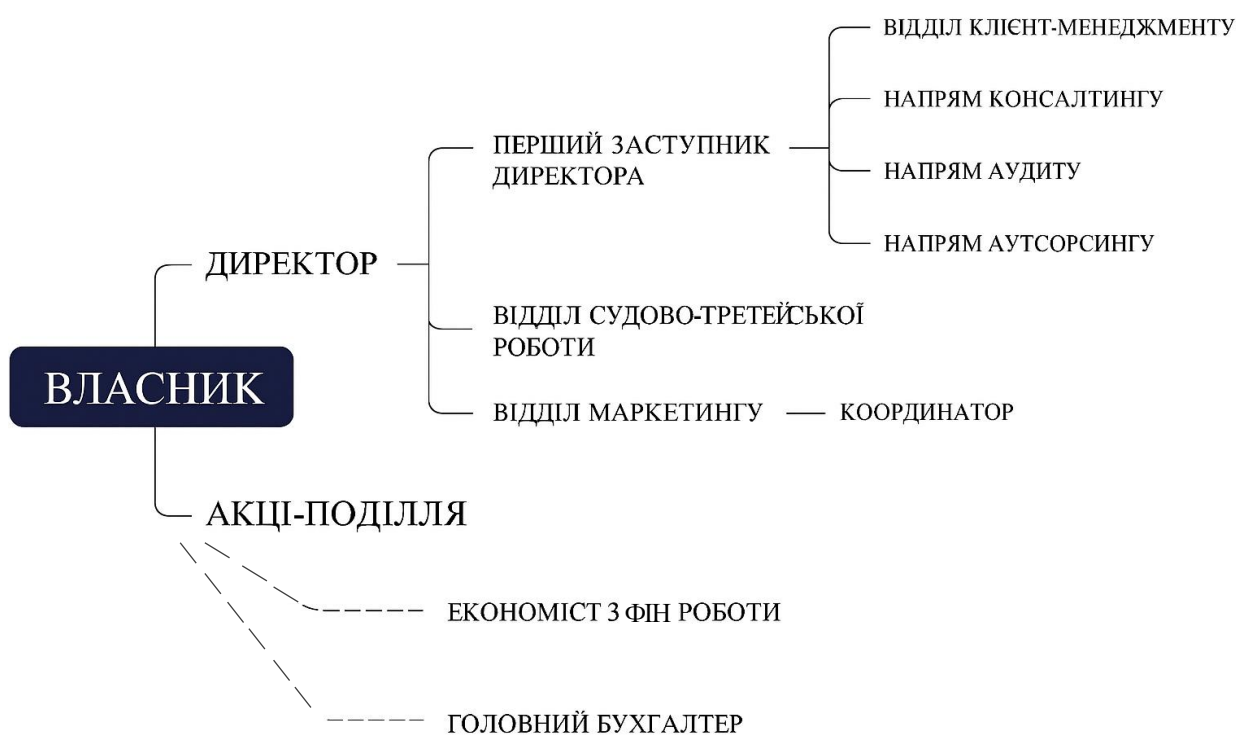 ВІДДІЛ КЛІЄНТ-МЕНЕДЖМЕНТУ
НАПРЯМ КОНСАЛТИНГУ
ПЕРШИЙ ЗАСТУПНИК
ДИРЕКТОРА
НАПРЯМ АУДИТУ
НАПРЯМ АУТСОРСИНГУ
ДИРЕКТОР
ВІДДІЛ СУДОВО-ТРЕТЕЙСЬКОЇ
РОБОТИ
ВЛАСНИК
ВІДДІЛ МАРКЕТИНГУ
КООРДИНАТОР
АКЦІ-ПОДІЛЛЯ
ЕКОНОМІСТ З ФІН РОБОТИ
ГОЛОВНИЙ БУХГАЛТЕР